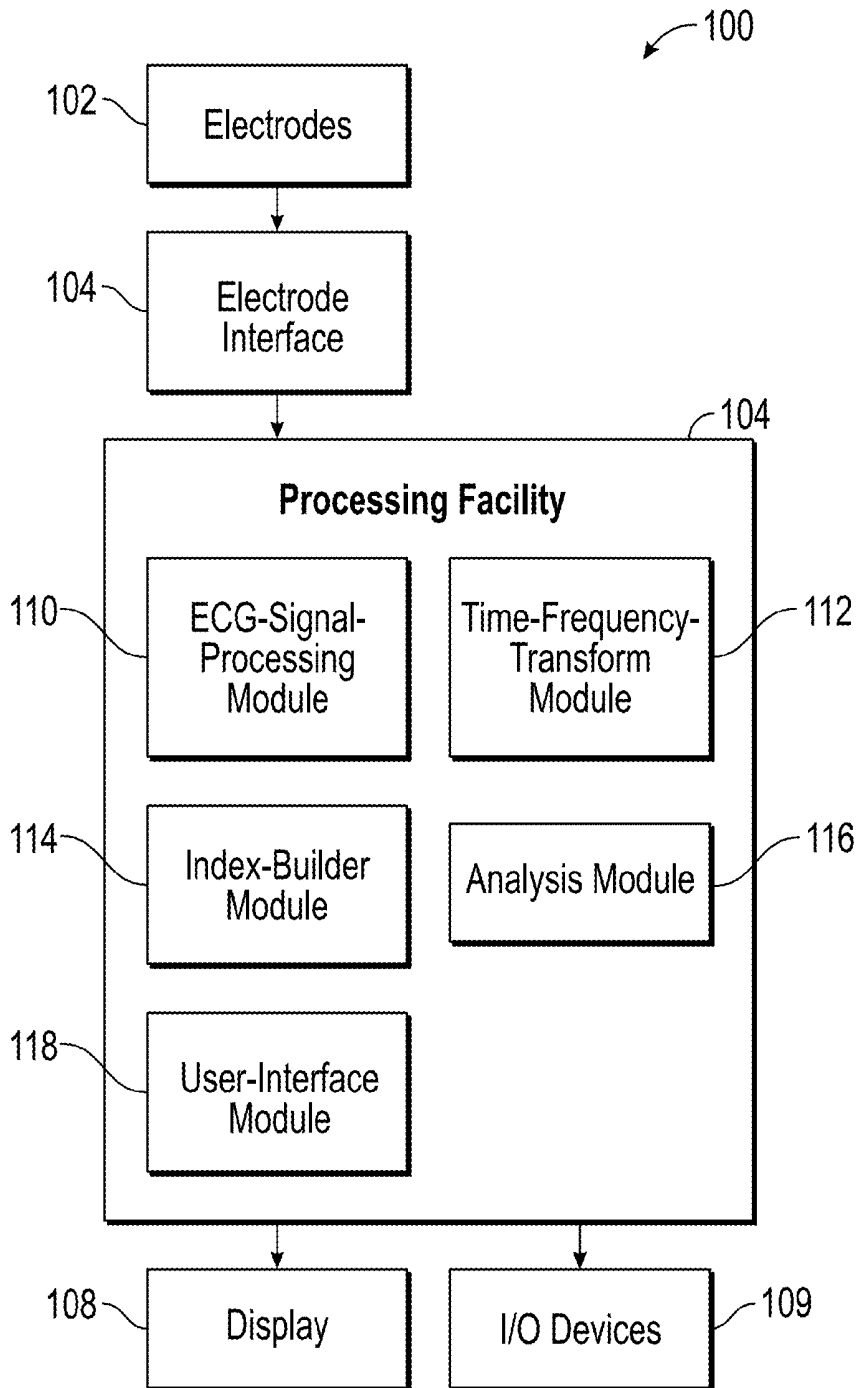 100
102
Electrodes
104
Electrode
Interface
104
Processing Facility
110
ECG-Signal-
Processing
Module
Time-Frequency-
Transform
Module
112
114
Index-Builder
Module
Analysis Module
116
118
User-Interface
Module
108
Display
I/O Devices
109